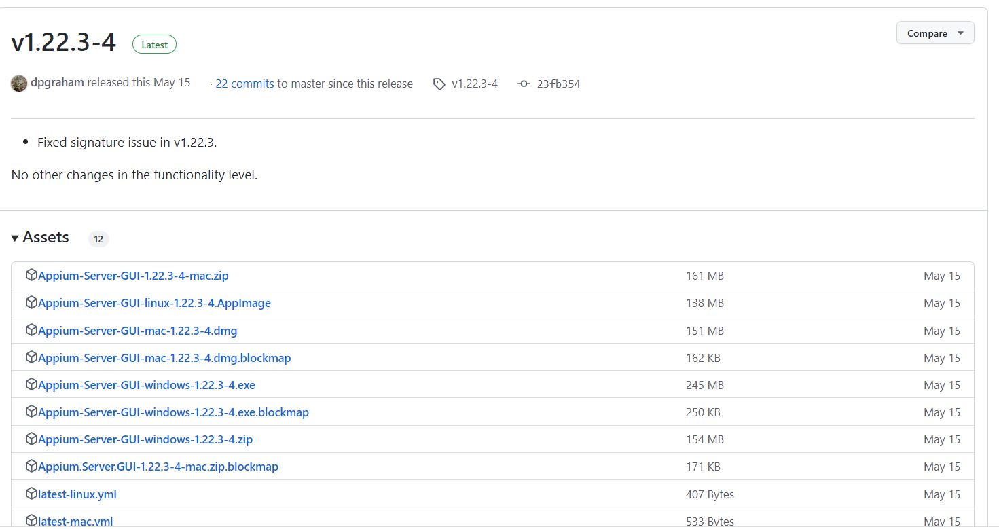 v1.22.3-4 Latest Compare
dpgraham released this May 15 · 22 commits to master since this release v1.22.3-4 23fb354
• Fixed signature issue in v1.22.3.
No other changes in the functionality level.
Assets 12
Appium-Server-GUI-1.22.3-4-mac.zip 161 MB May 15
Appium-Server-GUI-linux-1.22.3-4.AppImage 138 MB May 15
Appium-Server-GUI-mac-1.22.3-4.dmg 151 MB May 15
Appium-Server-GUI-mac-1.22.3-4.dmg.blockmap 162 KB May 15
Appium-Server-GUI-windows-1.22.3-4.exe 245 MB May 15
Appium-Server-GUI-windows-1.22.3-4.exe.blockmap 250 KB May 15
Appium-Server-GUI-windows-1.22.3-4.zip 154 MB May 15
Appium.Server.GUI-1.22.3-4-mac.zip.blockmap 171 KB May 15
latest-linux.yml 407 Bytes May 15
latest-mac.yml 533 Bytes May 15